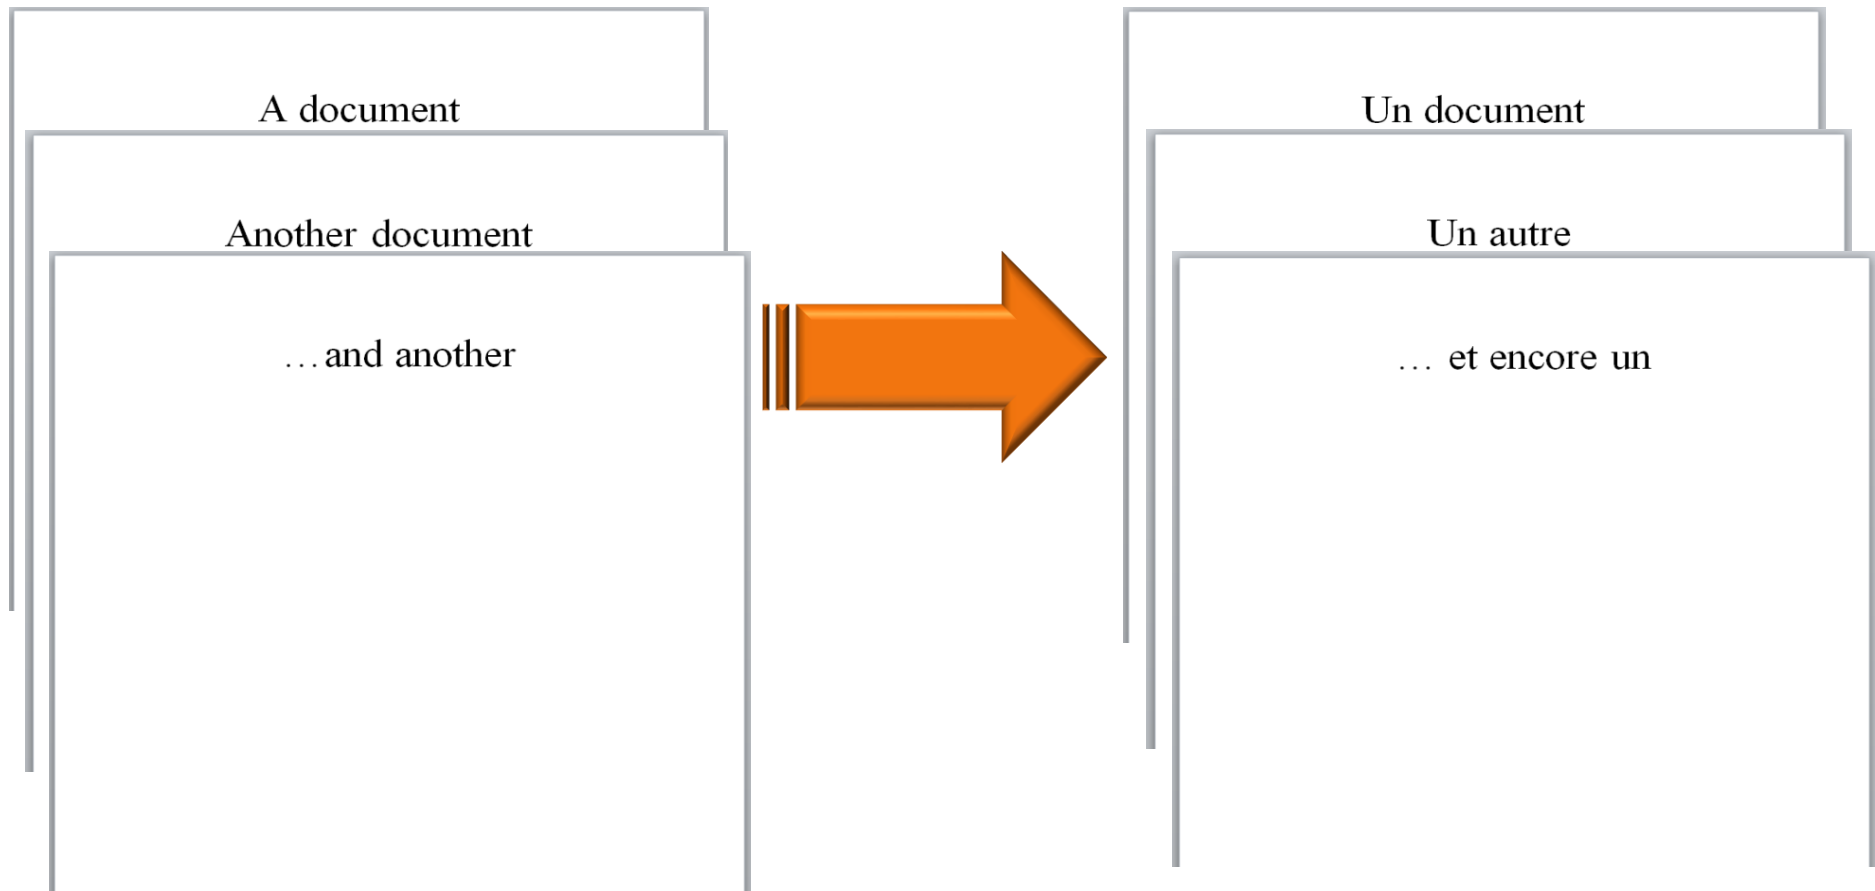 A document
Another document
...and another
Un document
Un autre
... et encore un